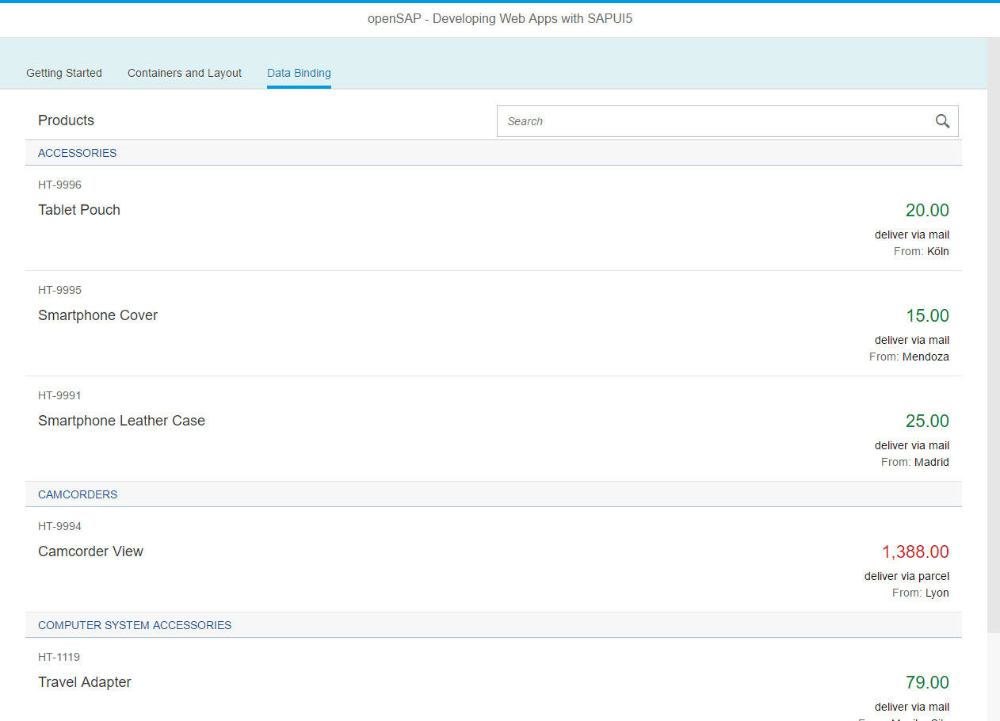 openSAP - Developing Web Apps with SAPUI5
Getting Started Containers and Layout Data Binding
Products Search
ACCESSORIES
HT-9996
Tablet Pouch 20.00
deliver via mail
From: Köln
HT-9995
Smartphone Cover 15.00
deliver via mail
From: Mendoza
HT-9991
Smartphone Leather Case 25.00
deliver via mail
From: Madrid
CAMCORDERS
HT-9994
Camcorder View 1,388.00
deliver via parcel
From: Lyon
COMPUTER SYSTEM ACCESSORIES
HT-1119
Travel Adapter 79.00
deliver via mail